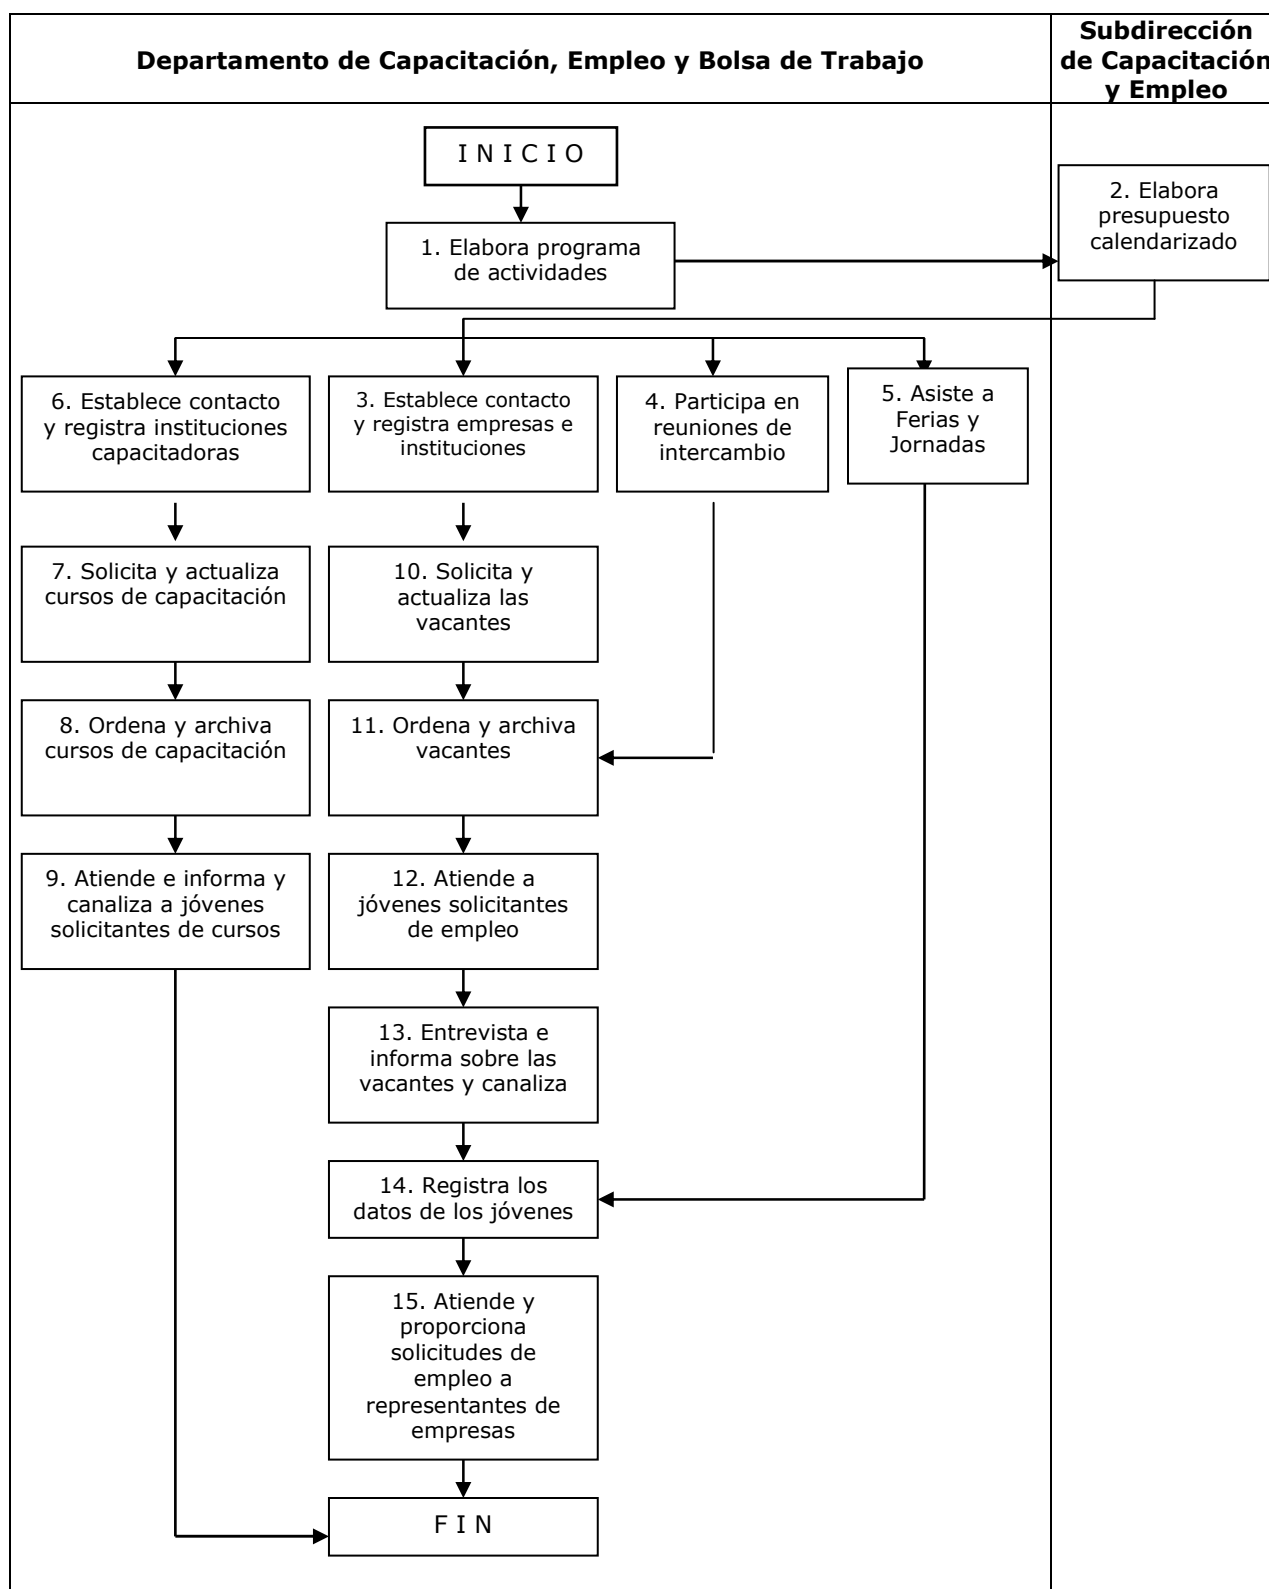 Departamento de Capacitación, Empleo y Bolsa de Trabajo
Subdirección
de Capacitación
y Empleo
I N I C I O
1. Elabora programa
de actividades
2. Elabora
presupuesto
calendarizado
6. Establece contacto
y registra instituciones
capacitadoras
3. Establece contacto
y registra empresas e
instituciones
4. Participa en
reuniones de
intercambio
5. Asiste a
Ferias y
Jornadas
7. Solicita y actualiza
cursos de capacitación
10. Solicita y
actualiza las
vacantes
8. Ordena y archiva
cursos de capacitación
11. Ordena y archiva
vacantes
9. Atiende e informa y
canaliza a jóvenes
solicitantes de cursos
12. Atiende a
jóvenes solicitantes
de empleo
13. Entrevista e
informa sobre las
vacantes y canaliza
14. Registra los
datos de los jóvenes
15. Atiende y
proporciona
solicitudes de
empleo a
representantes de
empresas
F I N